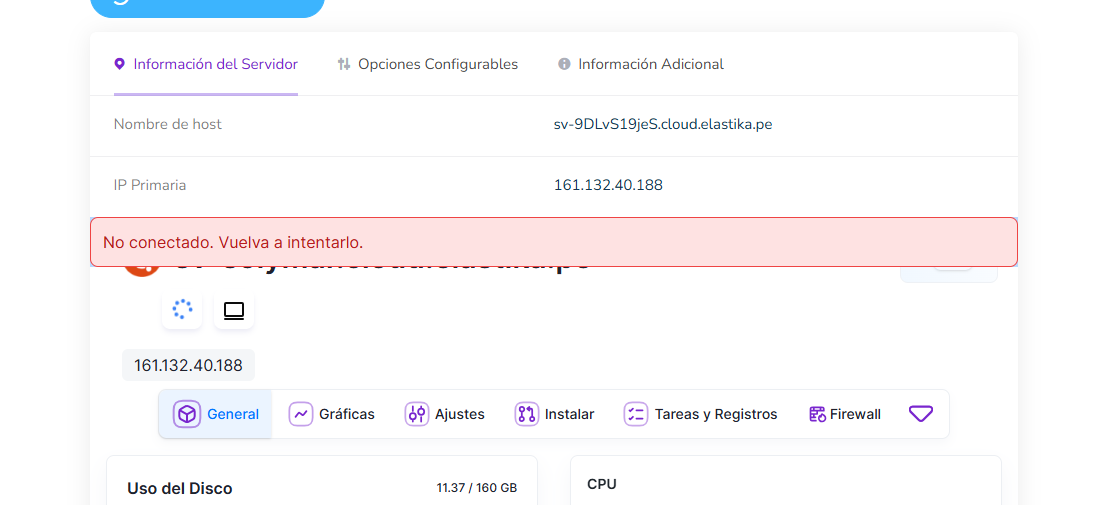 Información del Servidor Opciones Configurables Información Adicional
Nombre de host sv-9DLvS19jeS.cloud.elastika.pe
IP Primaria 161.132.40.188
No conectado. Vuelva a intentarlo.
161.132.40.188
General Gráficas Ajustes Instalar Tareas y Registros Firewall
Uso del Disco 11.37 / 160 GB CPU